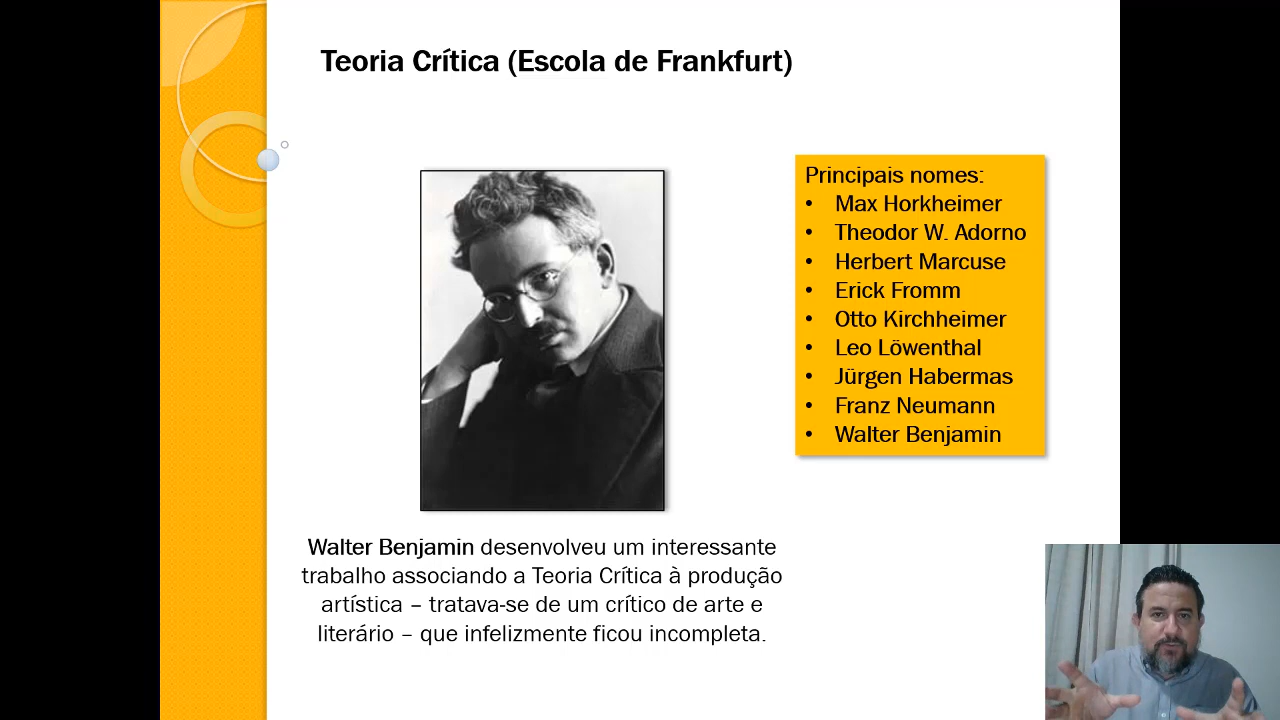 Teoria Crítica (Escola de Frankfurt)
Principais nomes:
• Max Horkheimer
• Theodor W. Adorno
• Herbert Marcuse
• Erick Fromm
• Otto Kirchheimer
• Leo Löwenthal
• Jürgen Habermas
• Franz Neumann
• Walter Benjamin
Walter Benjamin desenvolveu um interessante
trabalho associando a Teoria Crítica à produção
artística – tratava-se de um crítico de arte e
literário – que infelizmente ficou incompleta.